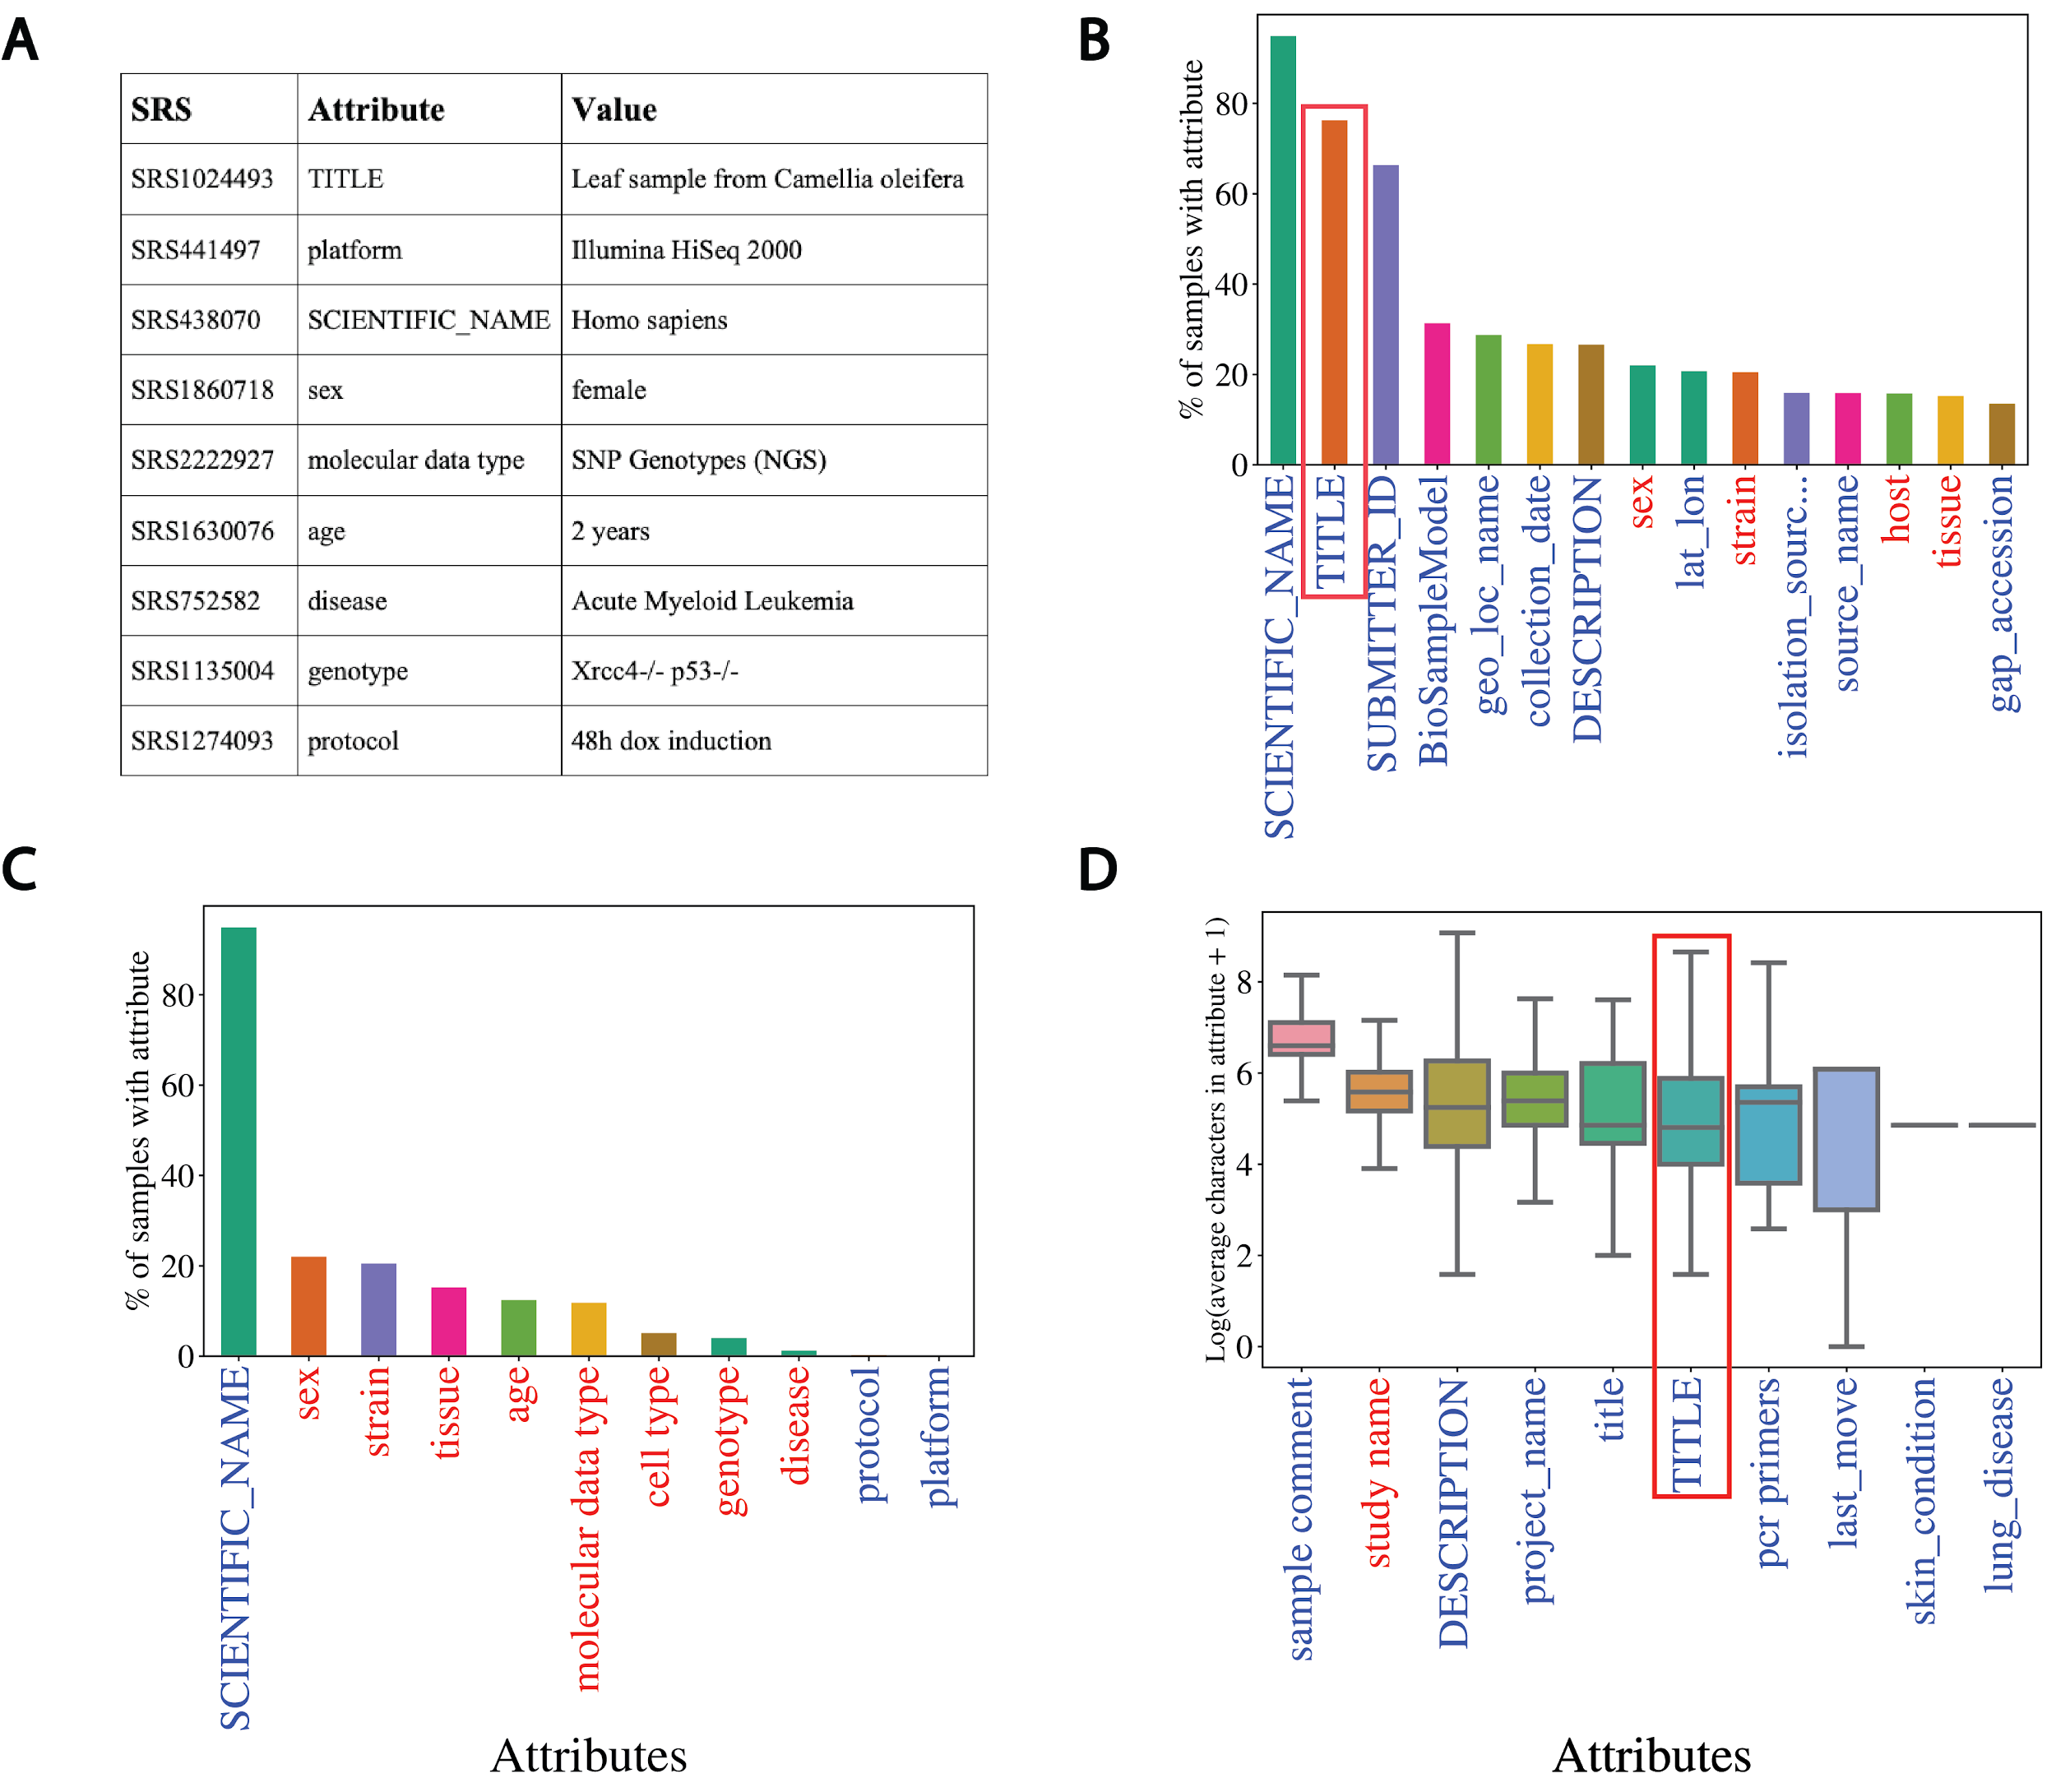 A
SRS Attribute Value
SRS1024493 TITLE Leaf sample from Camellia oleifera
SRS441497 platform Illumina HiSeq 2000
SRS438070 SCIENTIFIC_NAME Homo sapiens
SRS1860718 sex female
SRS2222927 molecular data type SNP Genotypes (NGS)
SRS1630076 age 2 years
SRS752582 disease Acute Myeloid Leukemia
SRS1135004 genotype Xrcc4-/- p53-/-
SRS1274093 protocol 48h dox induction
B
% of samples with attribute
80
60
40
20
0
SCIENTIFIC_NAME
TITLE
SUBMITTER_ID
BioSampleModel
geo_loc_name
collection_date
DESCRIPTION
sex
lat_lon
strain
isolation_sourc...
source_name
host
tissue
gap_accession
C
% of samples with attribute
80
60
40
20
0
SCIENTIFIC_NAME
sex
strain
tissue
age
molecular data type
cell type
genotype
disease
protocol
platform
Attributes
D
Log(average characters in attribute + 1)
8
6
4
2
0
sample comment
study name
DESCRIPTION
project_name
title
TITLE
pcr primers
last_move
skin_condition
lung_disease
Attributes